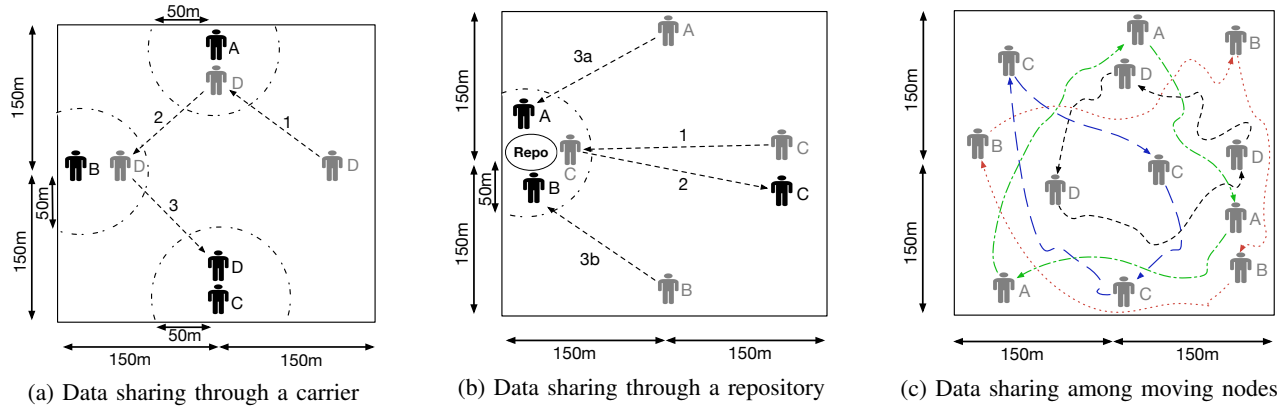 50m
A
D
2
1
B
D
D
3
50m
D
C
50m
150m
150m
150m
150m
(a) Data sharing through a carrier
A
3a
A
Repo
C
1
C
2
B
C
50m
3b
B
150m
150m
150m
150m
(b) Data sharing through a repository
A
B
C
D
B
D
C
D
A
B
A
C
150m
150m
150m
150m
(c) Data sharing among moving nodes